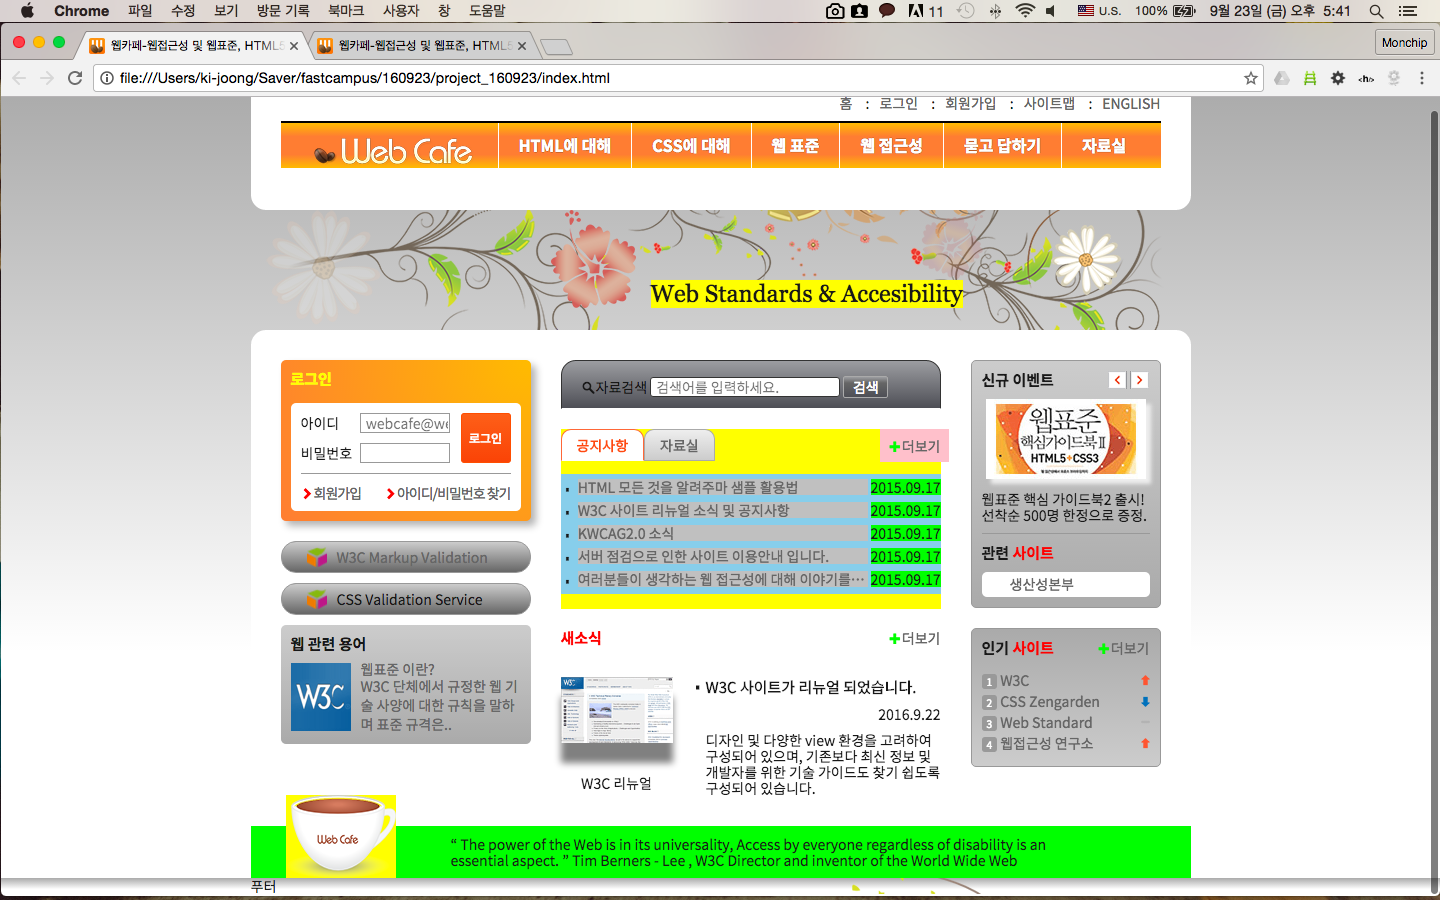 Chrome 파일 수정 보기 방문 기록 북마크 사용자 창 도움말 11 U.S. 100% 9월 23일 (금) 오후 5:41
웹카페-웹접근성 및 웹표준, HTML5 웹카페-웹접근성 및 웹표준, HTML5 Monchip
file:///Users/ki-joong/Saver/fastcampus/160923/project_160923/index.html
홈 : 로그인 : 회원가입 : 사이트맵 : ENGLISH
Web Cafe HTML에 대해 CSS에 대해 웹 표준 웹 접근성 묻고 답하기 자료실
Web Standards & Accesibility
로그인
아이디 webcafe@we
비밀번호
로그인
회원가입 아이디/비밀번호 찾기
W3C Markup Validation
CSS Validation Service
웹 관련 용어
W3C
웹표준 이란?
W3C 단체에서 규정한 웹 기
술 사양에 대한 규칙을 말하
며 표준 규격은..
자료검색 검색어를 입력하세요. 검색
공지사항 자료실 더보기
HTML 모든 것을 알려주마 샘플 활용법 2015.09.17
W3C 사이트 리뉴얼 소식 및 공지사항 2015.09.17
KWCAG2.0 소식 2015.09.17
서버 점검으로 인한 사이트 이용안내 입니다. 2015.09.17
여러분들이 생각하는 웹 접근성에 대해 이야기를… 2015.09.17
새소식 더보기
W3C 리뉴얼
W3C 사이트가 리뉴얼 되었습니다.
2016.9.22
디자인 및 다양한 view 환경을 고려하여
구성되어 있으며, 기존보다 최신 정보 및
개발자를 위한 기술 가이드도 찾기 쉽도록
구성되어 있습니다.
신규 이벤트
웹표준
핵심가이드북Ⅱ
HTML5+CSS3
웹표준 핵심 가이드북2 출시!
선착순 500명 한정으로 증정.
관련 사이트
생산성본부
인기 사이트 더보기
1 W3C
2 CSS Zengarden
3 Web Standard
4 웹접근성 연구소
Web Cafe
“ The power of the Web is in its universality, Access by everyone regardless of disability is an
essential aspect. ” Tim Berners - Lee , W3C Director and inventor of the World Wide Web
푸터